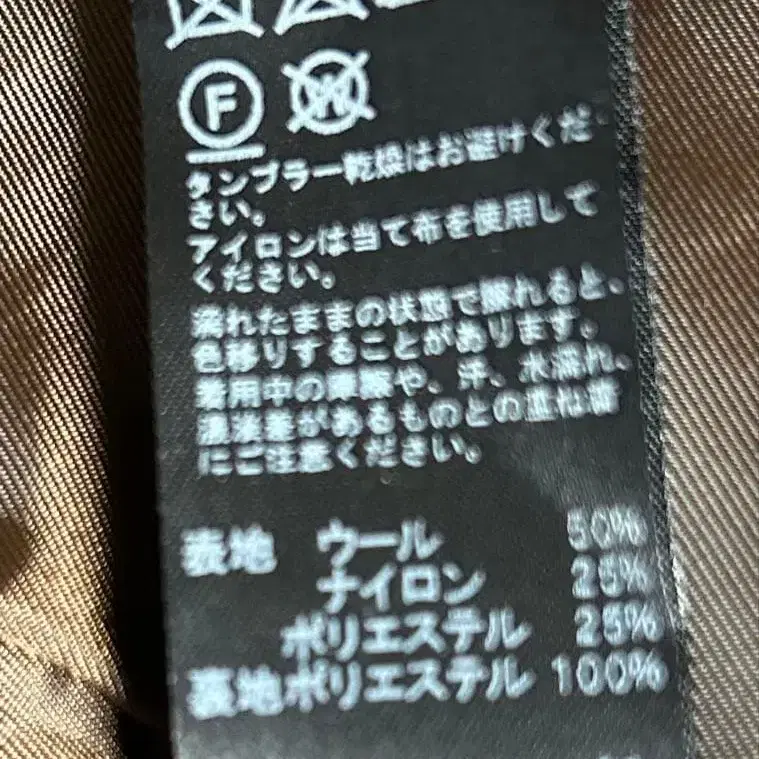 F
W
タンブラー乾燥はお避けくだ
さい。
アイロンは当て布を使用して
ください。
濡れたままの状態で擦れると、
色移りすることがあります。
着用中の摩擦や、汗、水濡れ、
濃淡差があるものとの重ね着
にご注意ください。
表地 ウール 50%
ナイロン 25%
ポリエステル 25%
裏地ポリエステル 100%